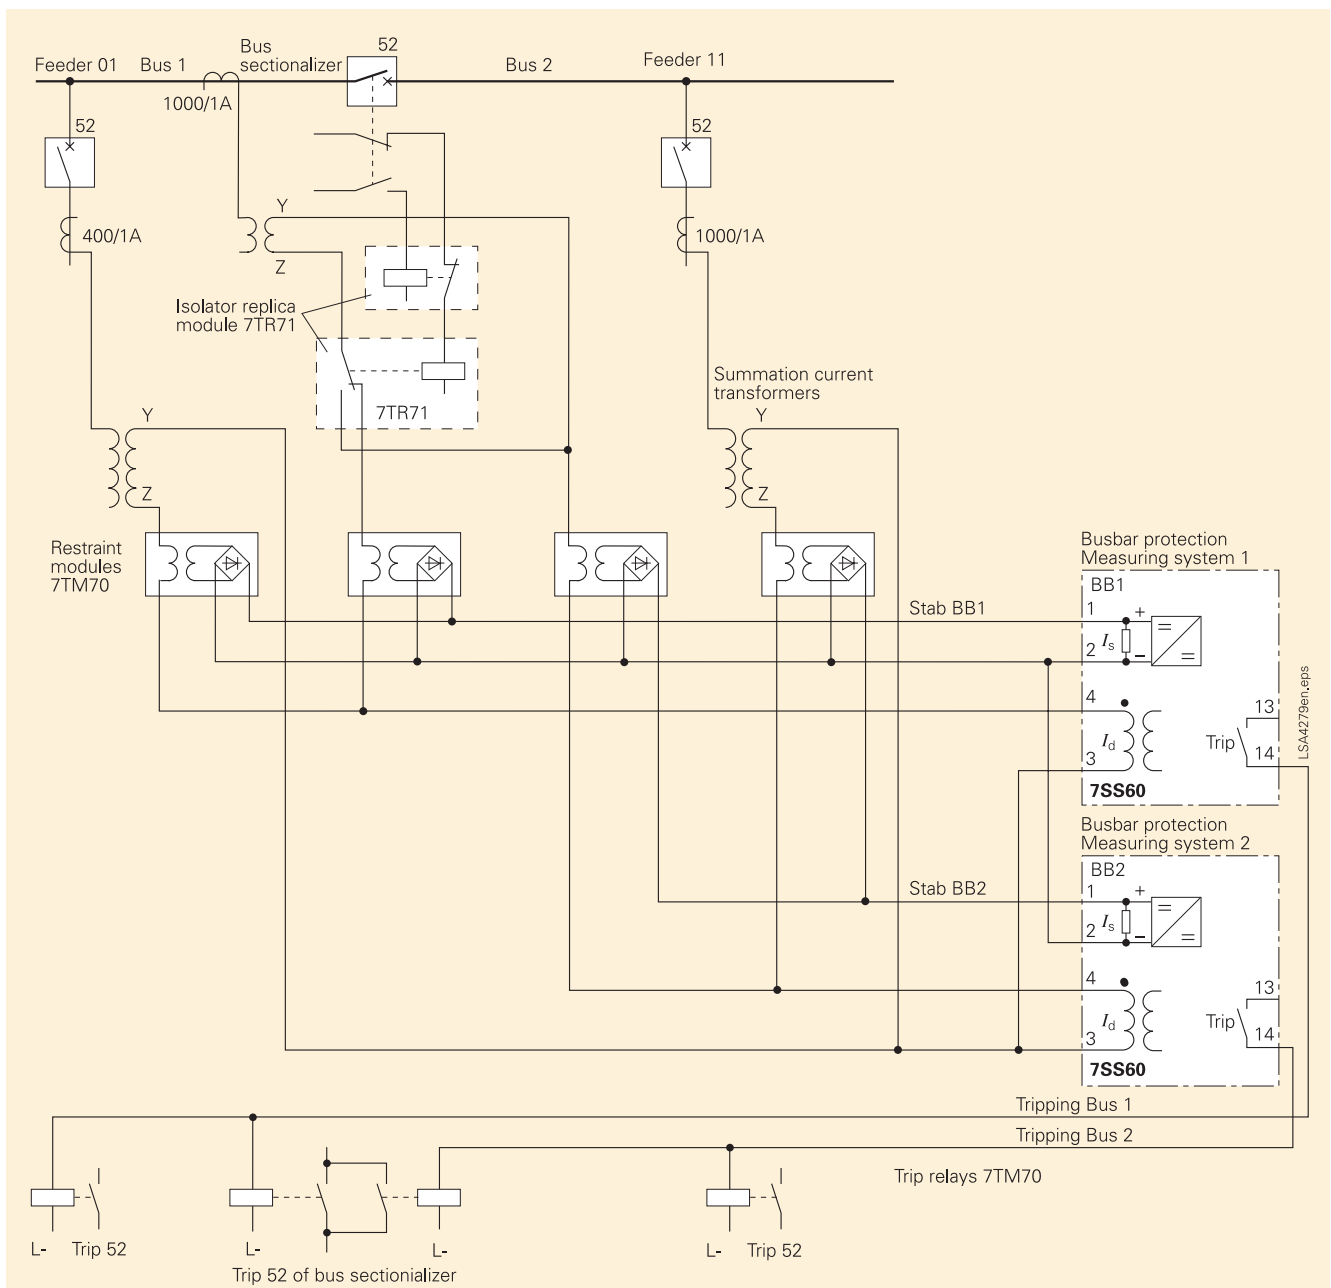 Feeder 01
Bus 1
Bus
sectionalizer
52
Bus 2
Feeder 11
1000/1A
52
52
400/1A
Y
Z
1000/1A
Isolator replica
module 7TR71
7TR71
Summation current
transformers
Y
Z
Y
Z
Restraint
modules
7TM70
Busbar protection
Measuring system 1
BB1
Stab BB1
1
+
Is
2
–
=
=
4
Id
3
13
Trip
14
7SS60
LSA4279en.eps
Busbar protection
Measuring system 2
BB2
Stab BB2
1
+
Is
2
–
=
=
4
Id
3
13
Trip
14
7SS60
Tripping Bus 1
Tripping Bus 2
Trip relays 7TM70
L-
Trip 52
L-
L-
L-
Trip 52
Trip 52 of bus sectionializer